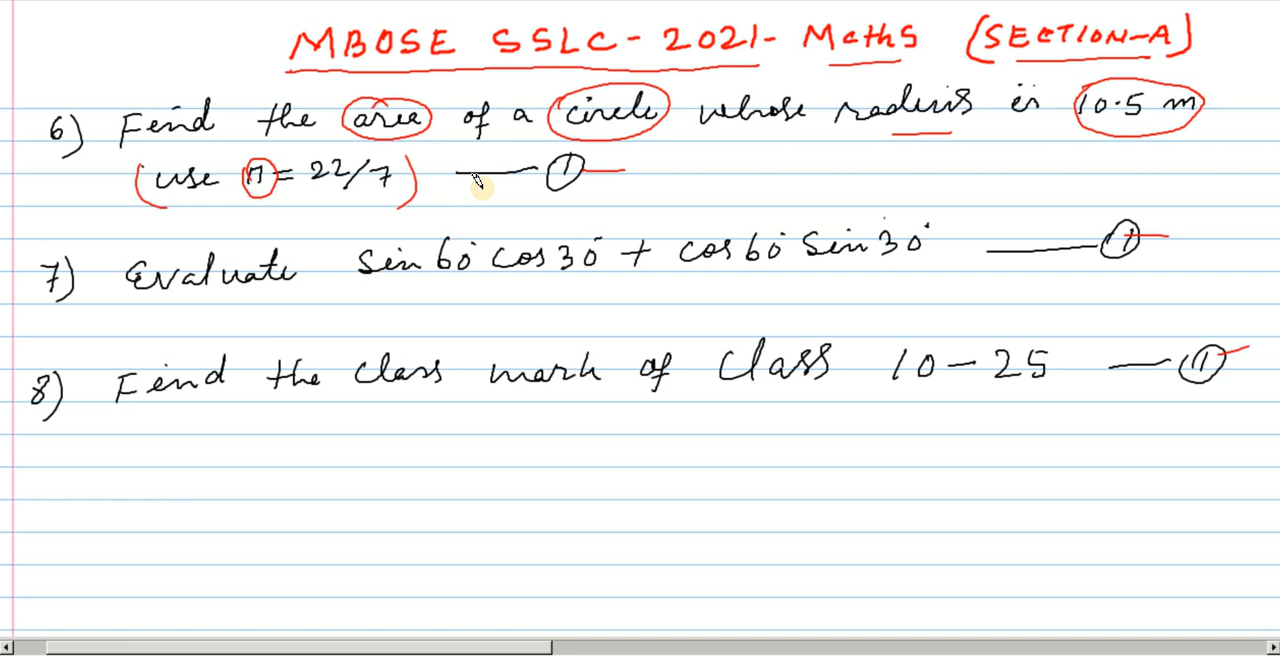 MBOSE SSLC - 2021 - Maths (SECTION-A)
6) Find the area of a circle whose radius is 10.5 m
(use π = 22/7) — ①
7) Evaluate sin 60° cos 30° + cos 60° sin 30° — ①
8) Find the class mark of class 10 - 25 — ①